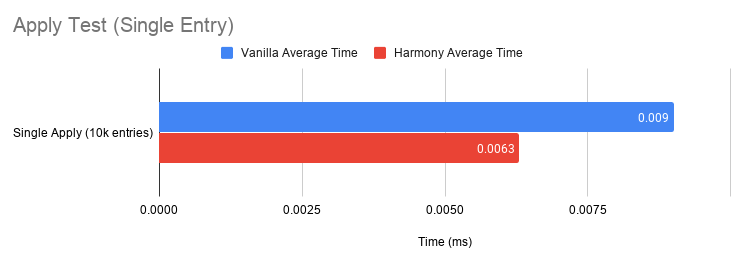 Apply Test (Single Entry)
Vanilla Average Time Harmony Average Time
Single Apply (10k entries)
0.009
0.0063
0.0000 0.0025 0.0050 0.0075
Time (ms)